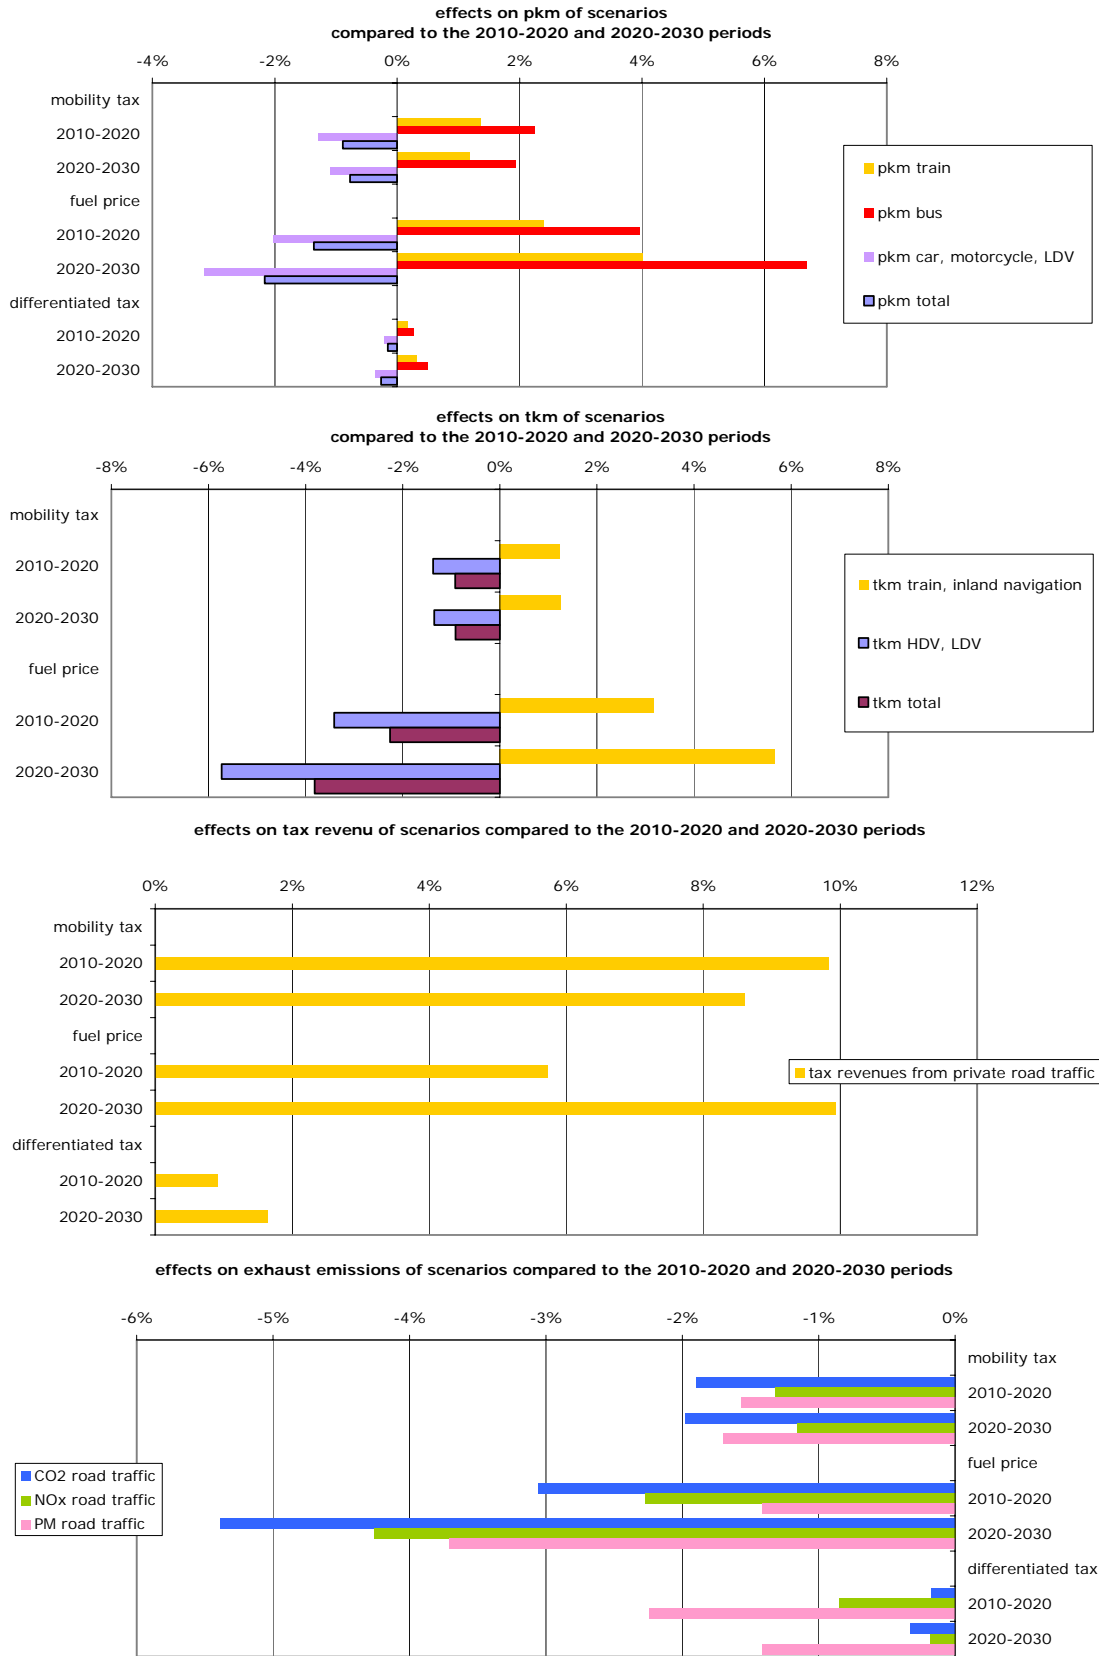 effects on pkm of scenarios
compared to the 2010-2020 and 2020-2030 periods
-4% -2% 0% 2% 4% 6% 8%
mobility tax
2010-2020
2020-2030
fuel price
2010-2020
2020-2030
differentiated tax
2010-2020
2020-2030
pkm train
pkm bus
pkm car, motorcycle, LDV
pkm total
effects on tkm of scenarios
compared to the 2010-2020 and 2020-2030 periods
-8% -6% -4% -2% 0% 2% 4% 6% 8%
mobility tax
2010-2020
2020-2030
fuel price
2010-2020
2020-2030
tkm train, inland navigation
tkm HDV, LDV
tkm total
effects on tax revenu of scenarios compared to the 2010-2020 and 2020-2030 periods
0% 2% 4% 6% 8% 10% 12%
mobility tax
2010-2020
2020-2030
fuel price
2010-2020
2020-2030
differentiated tax
2010-2020
2020-2030
tax revenues from private road traffic
effects on exhaust emissions of scenarios compared to the 2010-2020 and 2020-2030 periods
-6% -5% -4% -3% -2% -1% 0%
mobility tax
2010-2020
2020-2030
fuel price
2010-2020
2020-2030
differentiated tax
2010-2020
2020-2030
CO2 road traffic
NOx road traffic
PM road traffic